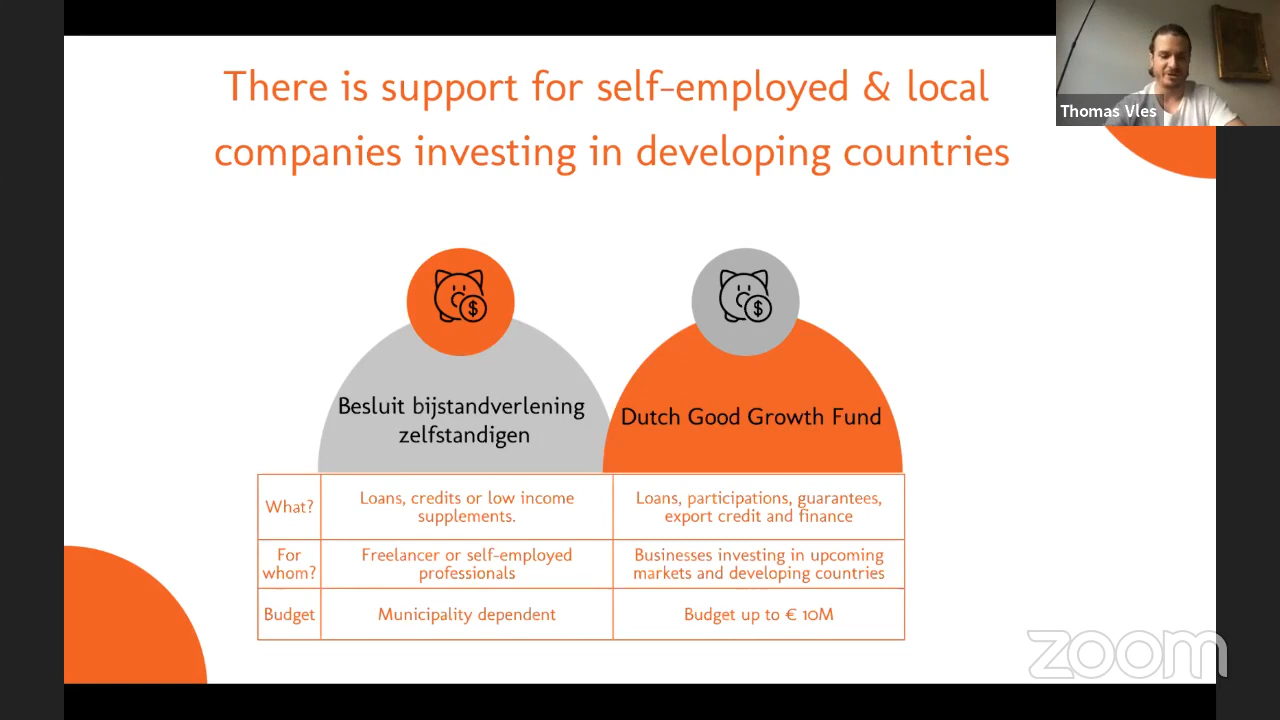 There is support for self-employed & local
companies investing in developing countries
Thomas Vles
$
$
Besluit bijstandverlening
zelfstandigen
Dutch Good Growth Fund
What?
Loans, credits or low income
supplements.
Loans, participations, guarantees,
export credit and finance
For
whom?
Freelancer or self-employed
professionals
Businesses investing in upcoming
markets and developing countries
Budget
Municipality dependent
Budget up to € 10M
zoom